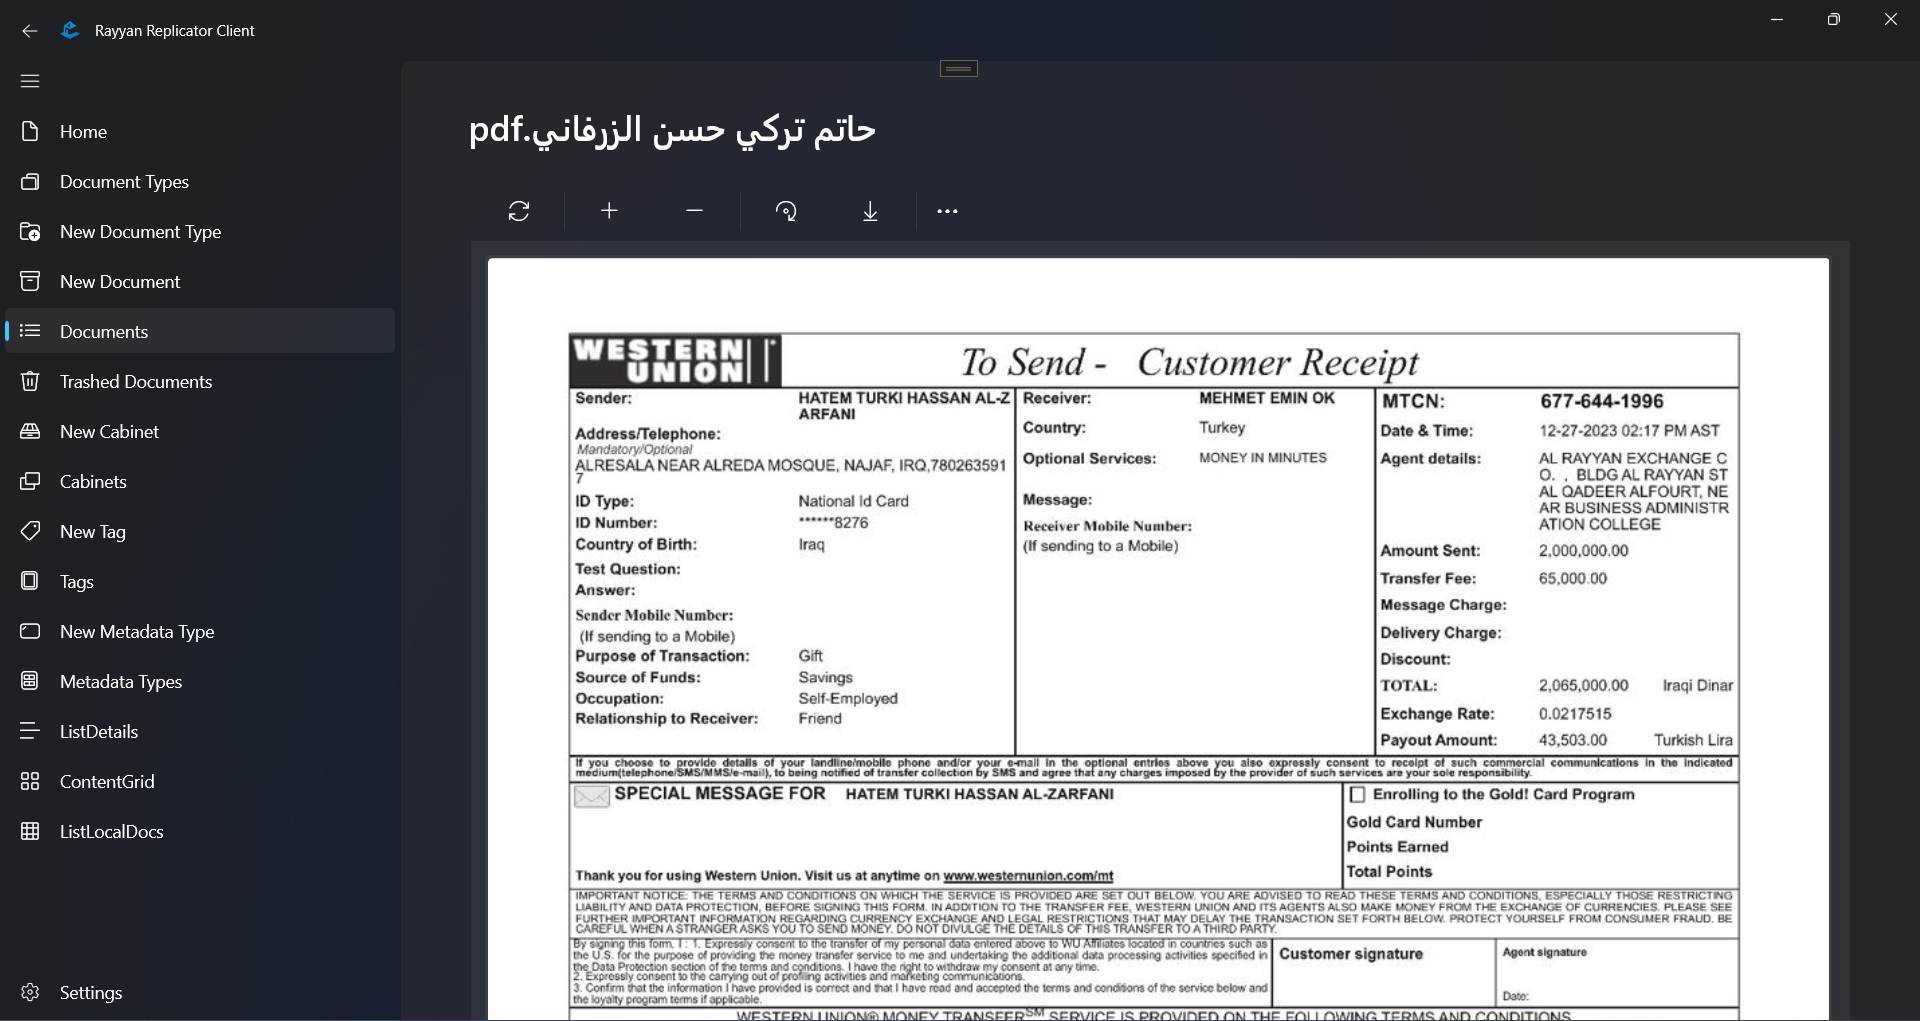 Rayyan Replicator Client
Home
Document Types
New Document Type
New Document
Documents
Trashed Documents
New Cabinet
Cabinets
New Tag
Tags
New Metadata Type
Metadata Types
ListDetails
ContentGrid
ListLocalDocs
Settings
حاتم تركي حسن الزرفاني.pdf
WESTERN
UNION
To Send - Customer Receipt
Sender: HATEM TURKI HASSAN AL-Z
ARFANI
Address/Telephone:
Mandatory/Optional
ALRESALA NEAR ALREDA MOSQUE, NAJAF, IRQ,780263591
7
ID Type: National Id Card
ID Number: ******8276
Country of Birth: Iraq
Test Question:
Answer:
Sender Mobile Number:
(If sending to a Mobile)
Purpose of Transaction: Gift
Source of Funds: Savings
Occupation: Self-Employed
Relationship to Receiver: Friend
Receiver: MEHMET EMIN OK
Country: Turkey
Optional Services: MONEY IN MINUTES
Message:
Receiver Mobile Number:
(If sending to a Mobile)
MTCN: 677-644-1996
Date & Time: 12-27-2023 02:17 PM AST
Agent details: AL RAYYAN EXCHANGE C
O. , BLDG AL RAYYAN ST
AL QADEER ALFOURT, NE
AR BUSINESS ADMINISTR
ATION COLLEGE
Amount Sent: 2,000,000.00
Transfer Fee: 65,000.00
Message Charge:
Delivery Charge:
Discount:
TOTAL: 2,065,000.00 Iraqi Dinar
Exchange Rate: 0.0217515
Payout Amount: 43,503.00 Turkish Lira
If you choose to provide details of your landline/mobile phone and/or your e-mail in the optional entries above you also expressly consent to receipt of such commercial communications in the indicated
medium(telephone/SMS/MMS/e-mail), to being notified of transfer collection by SMS and agree that any charges imposed by the provider of such services are your sole responsibility.
SPECIAL MESSAGE FOR HATEM TURKI HASSAN AL-ZARFANI
Thank you for using Western Union. Visit us at anytime on www.westernunion.com/mt
Enrolling to the Gold! Card Program
Gold Card Number
Points Earned
Total Points
IMPORTANT NOTICE: THE TERMS AND CONDITIONS ON WHICH THE SERVICE IS PROVIDED ARE SET OUT BELOW. YOU ARE ADVISED TO READ THESE TERMS AND CONDITIONS, ESPECIALLY THOSE RESTRICTING
LIABILITY AND DATA PROTECTION, BEFORE SIGNING THIS FORM. IN ADDITION TO THE TRANSFER FEE, WESTERN UNION AND ITS AGENTS ALSO MAKE MONEY FROM THE EXCHANGE OF CURRENCIES. PLEASE SEE
FURTHER IMPORTANT INFORMATION REGARDING CURRENCY EXCHANGE AND LEGAL RESTRICTIONS THAT MAY DELAY THE TRANSACTION SET FORTH BELOW. PROTECT YOURSELF FROM CONSUMER FRAUD. BE
CAREFUL WHEN A STRANGER ASKS YOU TO SEND MONEY. DO NOT DIVULGE THE DETAILS OF THIS TRANSFER TO A THIRD PARTY.
By signing this form, I : 1. Expressly consent to the transfer of my personal data entered above to WU Affiliates located in countries such as
the U.S. for the purpose of providing the money transfer service to me and undertaking the additional data processing activities specified in
the Data Protection section of the terms and conditions. I have the right to withdraw my consent at any time.
2. Expressly consent to the carrying out of profiling activities and marketing communications.
3. Confirm that the information I have provided is correct and that I have read and accepted the terms and conditions of the service below and
the loyalty program terms if applicable.
Customer signature
Agent signature
Date:
WESTERN UNION® MONEY TRANSFER SM SERVICE IS PROVIDED ON THE FOLLOWING TERMS AND CONDITIONS